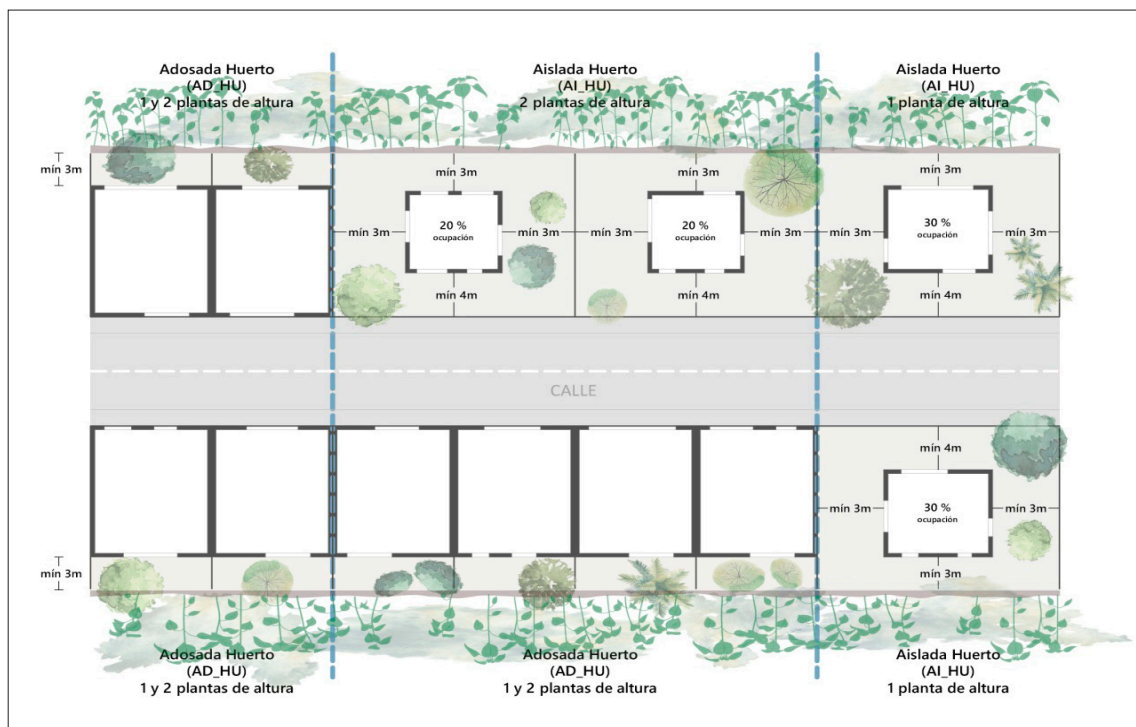 Adosada Huerto
(AD_HU)
1 y 2 plantas de altura
Aislada Huerto
(AI_HU)
2 plantas de altura
Aislada Huerto
(AI_HU)
1 planta de altura
mín 3m
mín 3m
mín 3m
mín 3m
20 %
ocupación
20 %
ocupación
30 %
ocupación
mín 3m
mín 3m
mín 3m
mín 3m
mín 3m
mín 3m
mín 4m
mín 4m
mín 4m
CALLE
mín 4m
mín 3m
30 %
ocupación
mín 3m
mín 3m
mín 3m
Adosada Huerto
(AD_HU)
1 y 2 plantas de altura
Adosada Huerto
(AD_HU)
1 y 2 plantas de altura
Aislada Huerto
(AI_HU)
1 planta de altura